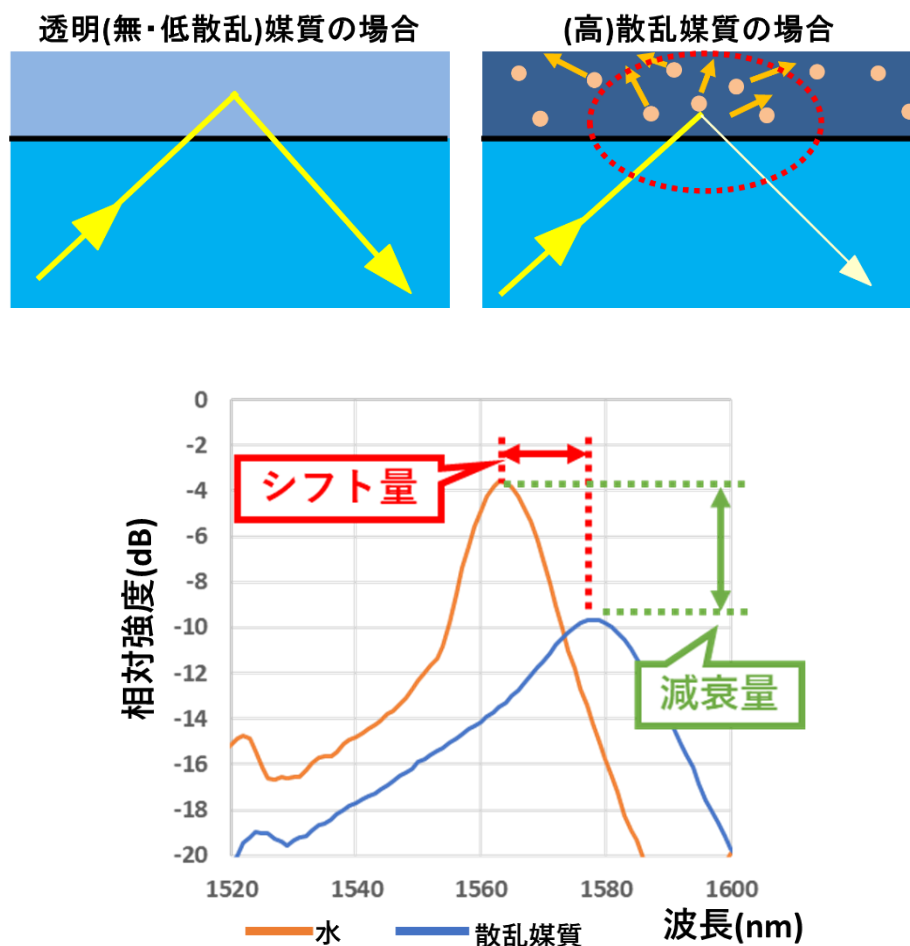 透明(無・低散乱)媒質の場合
(高)散乱媒質の場合
0
-2
-4
-6
-8
-10
-12
-14
-16
-18
-20
相対強度(dB)
シフト量
減衰量
1520
1540
1560
1580
1600
波長(nm)
水
散乱媒質